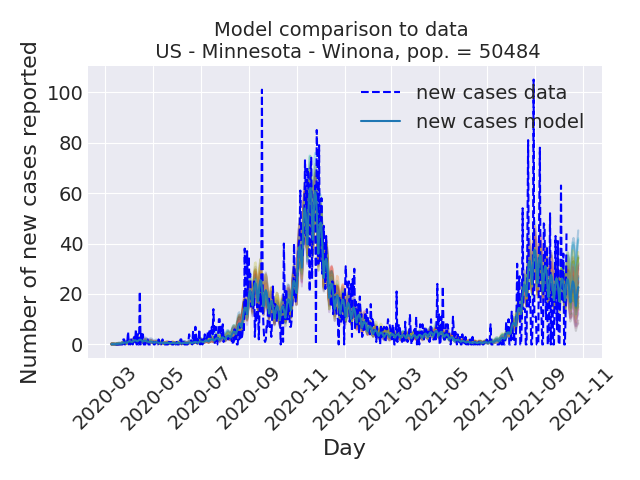 Model comparison to data
US - Minnesota - Winona, pop. = 50484
Number of new cases reported
100
80
60
40
20
0
new cases data
new cases model
2020-03
2020-05
2020-07
2020-09
2020-11
2021-01
2021-03
2021-05
2021-07
2021-09
2021-11
Day